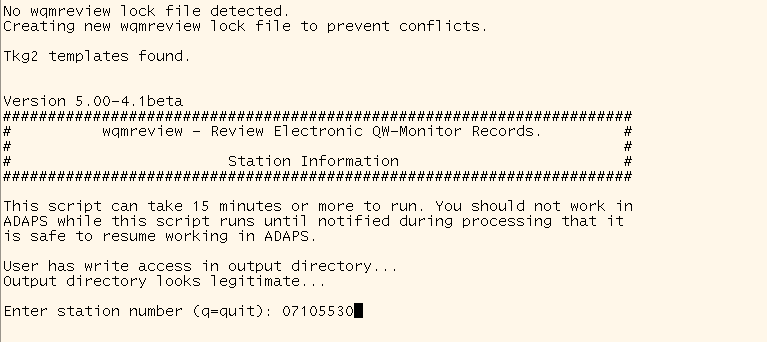 No wqmreview lock file detected.
Creating new wqmreview lock file to prevent conflicts.
Tkg2 templates found.
Version 5.00-4.1beta
######################################################################
# wqmreview - Review Electronic QW-Monitor Records. #
# #
# Station Information #
######################################################################
This script can take 15 minutes or more to run. You should not work in
ADAPS while this script runs until notified during processing that it
is safe to resume working in ADAPS.
User has write access in output directory...
Output directory looks legitimate...
Enter station number (q=quit): 07105530